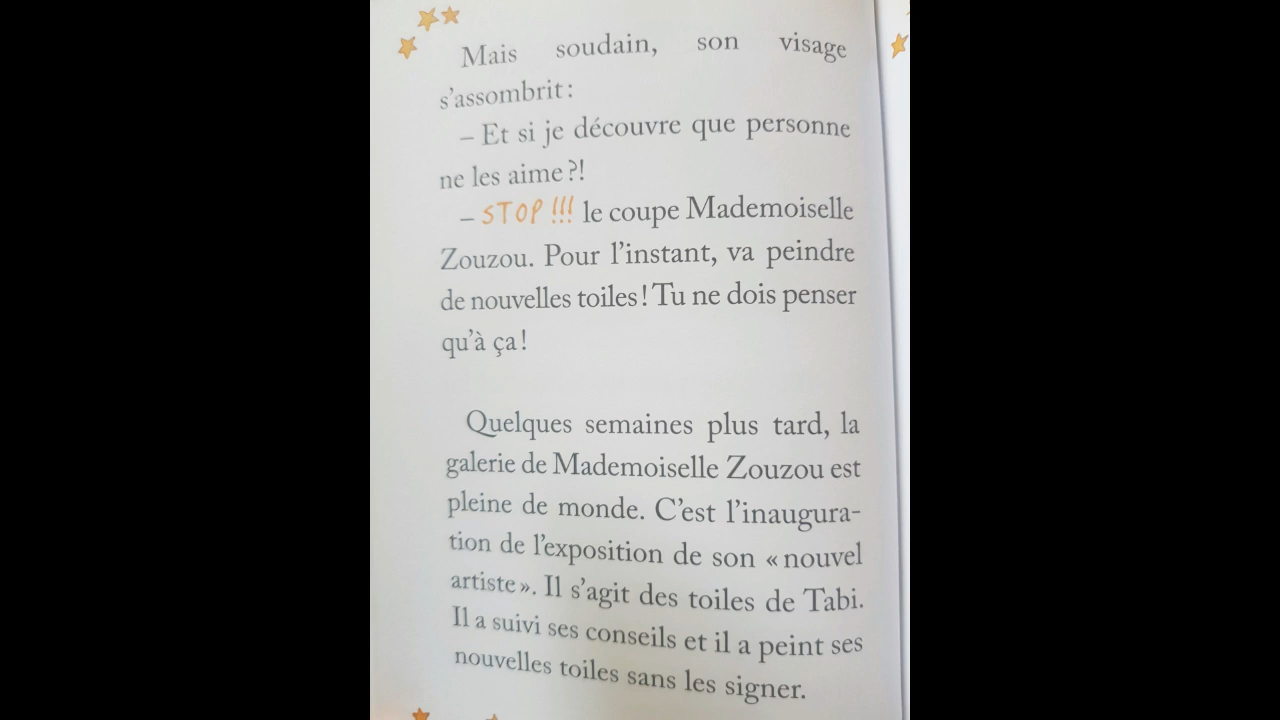 Mais soudain, son visage
s'assombrit :
– Et si je découvre que personne
ne les aime ?!
– STOP !!! le coupe Mademoiselle
Zouzou. Pour l'instant, va peindre
de nouvelles toiles ! Tu ne dois penser
qu'à ça !
Quelques semaines plus tard, la
galerie de Mademoiselle Zouzou est
pleine de monde. C'est l'inaugura-
tion de l'exposition de son « nouvel
artiste ». Il s'agit des toiles de Tabi.
Il a suivi ses conseils et il a peint ses
nouvelles toiles sans les signer.